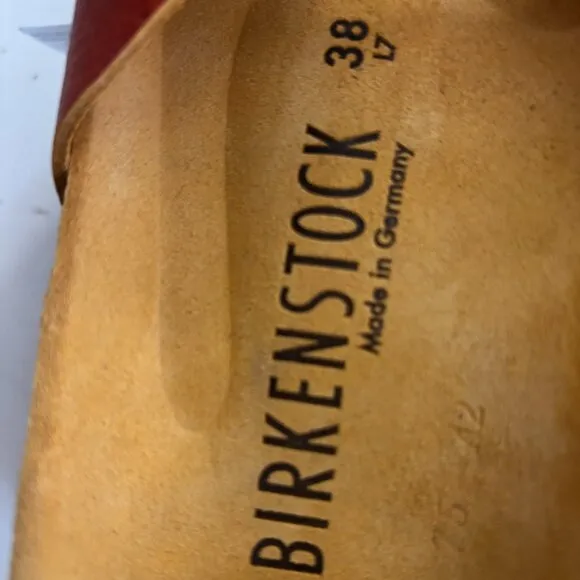 38
L7
BIRKENSTOCK
Made in Germany